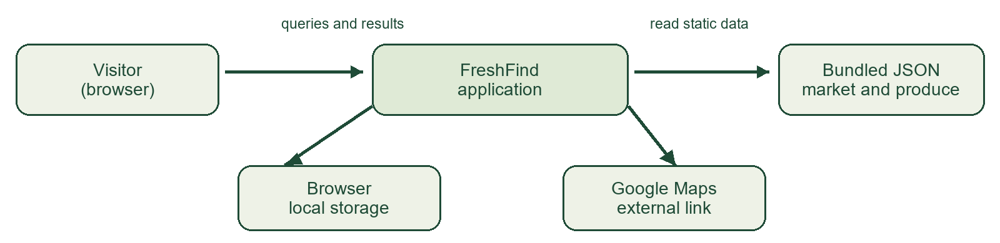 queries and results
read static data
Visitor
(browser)
FreshFind
application
Bundled JSON
market and produce
Browser
local storage
Google Maps
external link